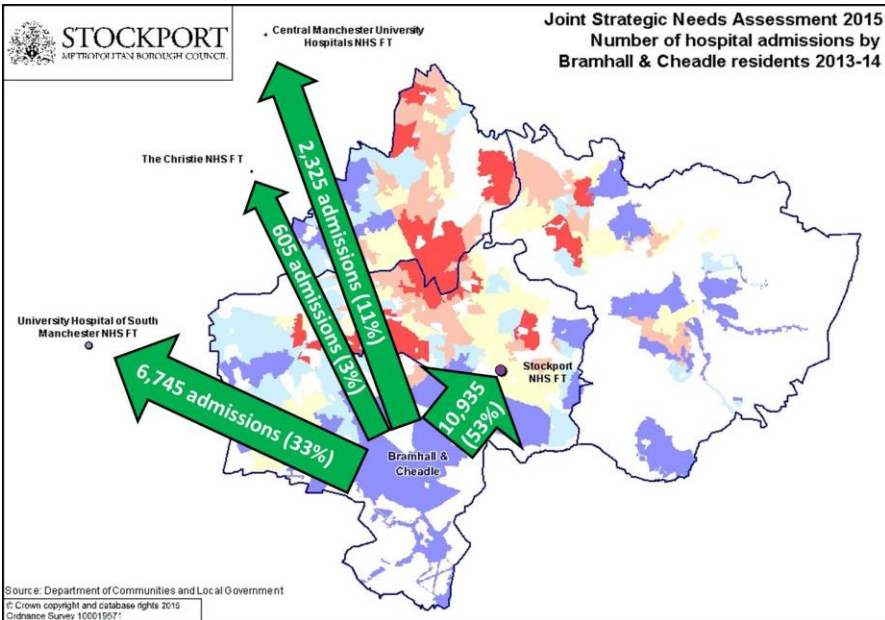 STOCKPORT
METROPOLITAN BOROUGH COUNCIL
Joint Strategic Needs Assessment 2015
Number of hospital admissions by
Bramhall & Cheadle residents 2013-14
Central Manchester University
Hospitals NHS FT
The Christie NHS FT
2,325 admissions (11%)
605 admissions (3%)
University Hospital of South
Manchester NHS FT
6,745 admissions (33%)
Stockport
NHS FT
10,935
(53%)
Bramhall &
Cheadle
Source: Department of Communities and Local Government
© Crown copyright and database rights 2015
Ordnance Survey 100019571